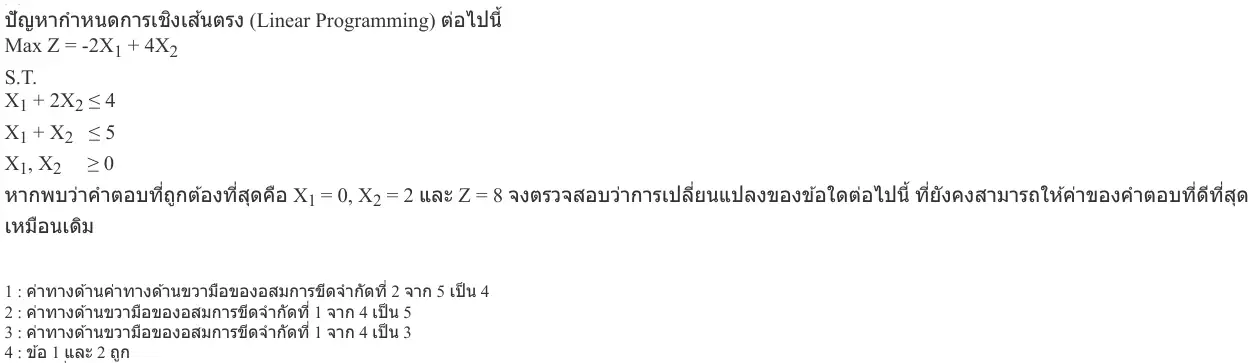 ปัญหากำหนดการเชิงเส้นตรง (Linear Programming) ต่อไปนี้
Max Z = -2X1 + 4X2
S.T.
X1 + 2X2 ≤ 4
X1 + X2 ≤ 5
X1, X2 ≥ 0
หากพบว่าคำตอบที่ถูกต้องที่สุดคือ X1 = 0, X2 = 2 และ Z = 8 จงตรวจสอบว่าการเปลี่ยนแปลงของข้อใดต่อไปนี้ ที่ยังคงสามารถให้ค่าของคำตอบที่ดีที่สุด
เหมือนเดิม
1 : ค่าทางด้านค่าทางด้านขวามือของอสมการขีดจำกัดที่ 2 จาก 5 เป็น 4
2 : ค่าทางด้านขวามือของอสมการขีดจำกัดที่ 1 จาก 4 เป็น 5
3 : ค่าทางด้านขวามือของอสมการขีดจำกัดที่ 1 จาก 4 เป็น 3
4 : ข้อ 1 และ 2 ถูก